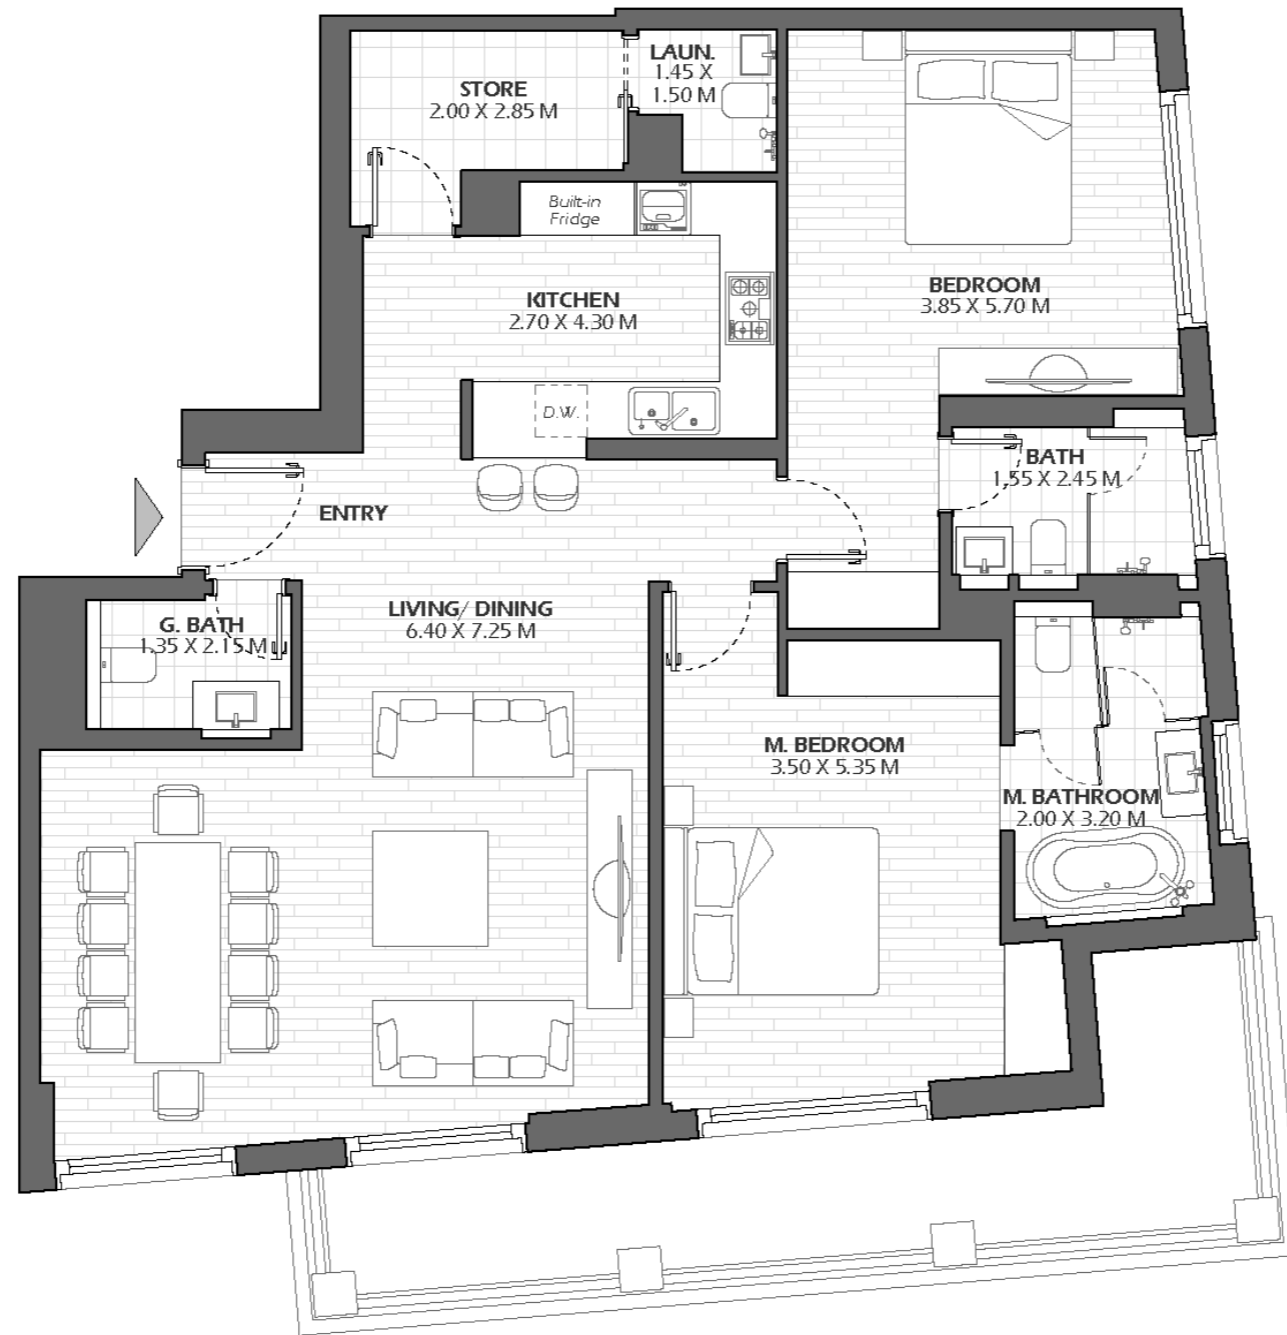 LAUN.
1.45 X
1.50 M
STORE
2.00 X 2.85 M
Built-in
Fridge
KITCHEN
2.70 X 4.30 M
D.W.
BEDROOM
3.85 X 5.70 M
BATH
1.55 X 2.45 M
ENTRY
G. BATH
1.35 X 2.15 M
LIVING/ DINING
6.40 X 7.25 M
M. BEDROOM
3.50 X 5.35 M
M. BATHROOM
2.00 X 3.20 M